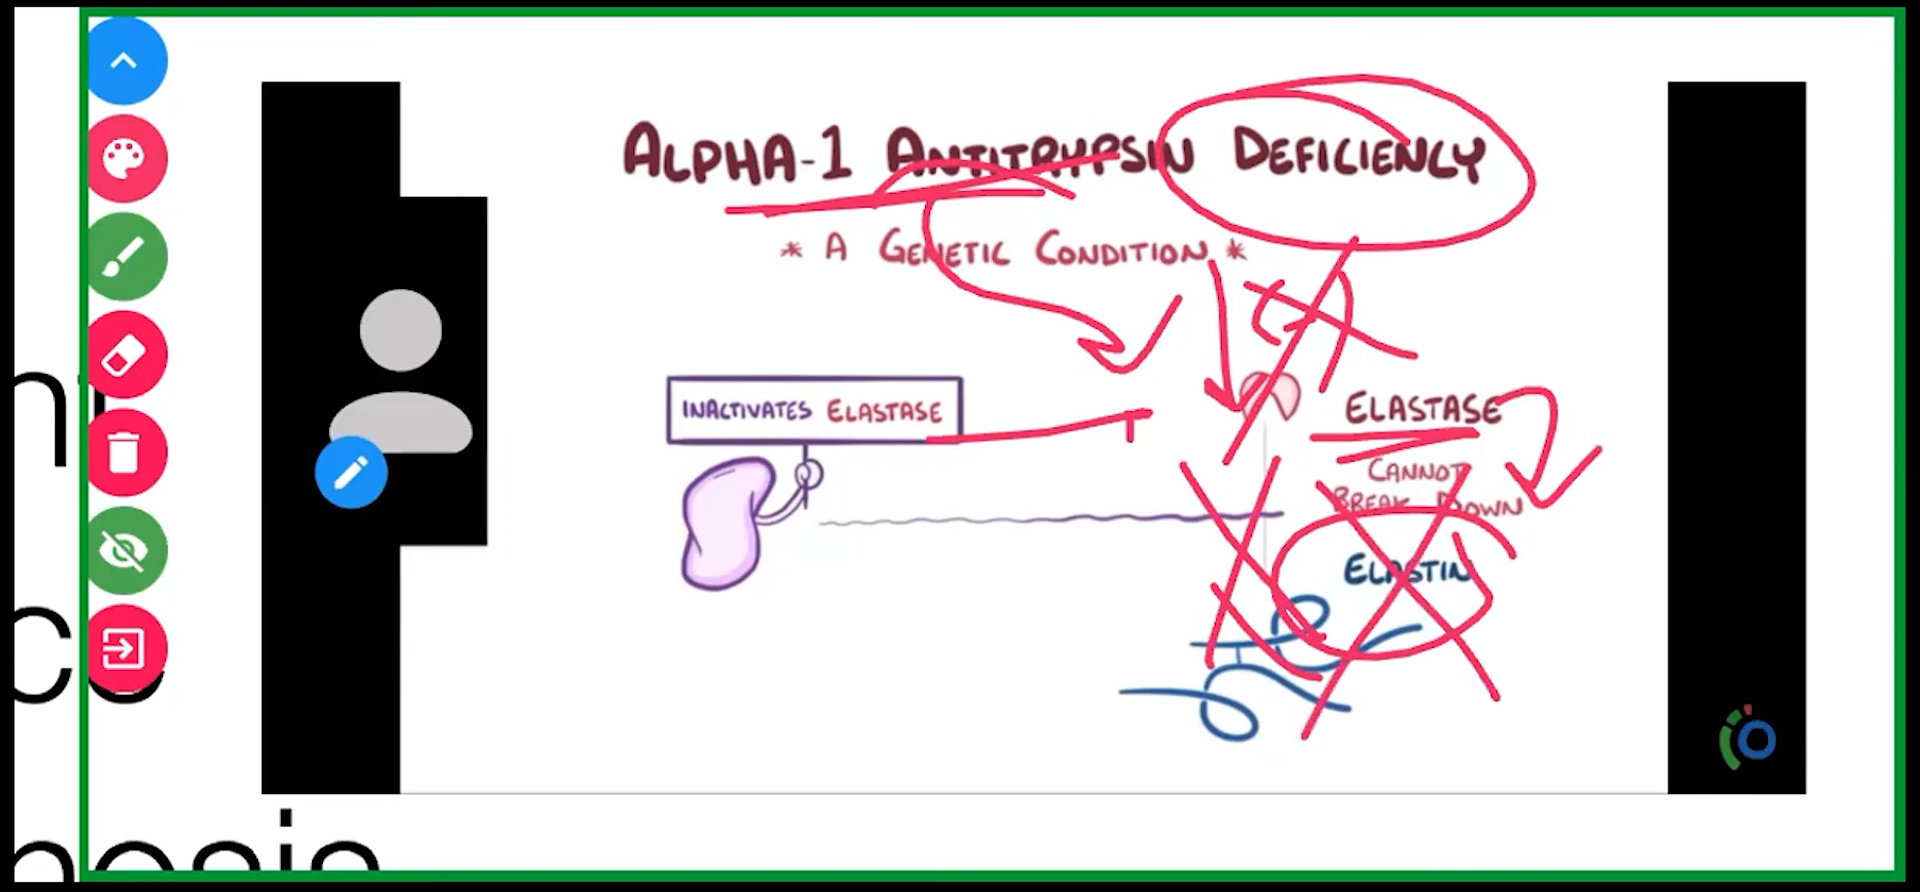 ALPHA-1 ANTITRYPSIN DEFICIENCY
* A GENETIC CONDITION *
INACTIVATES ELASTASE
ELASTASE
CANNOT
BREAK DOWN
ELASTIN